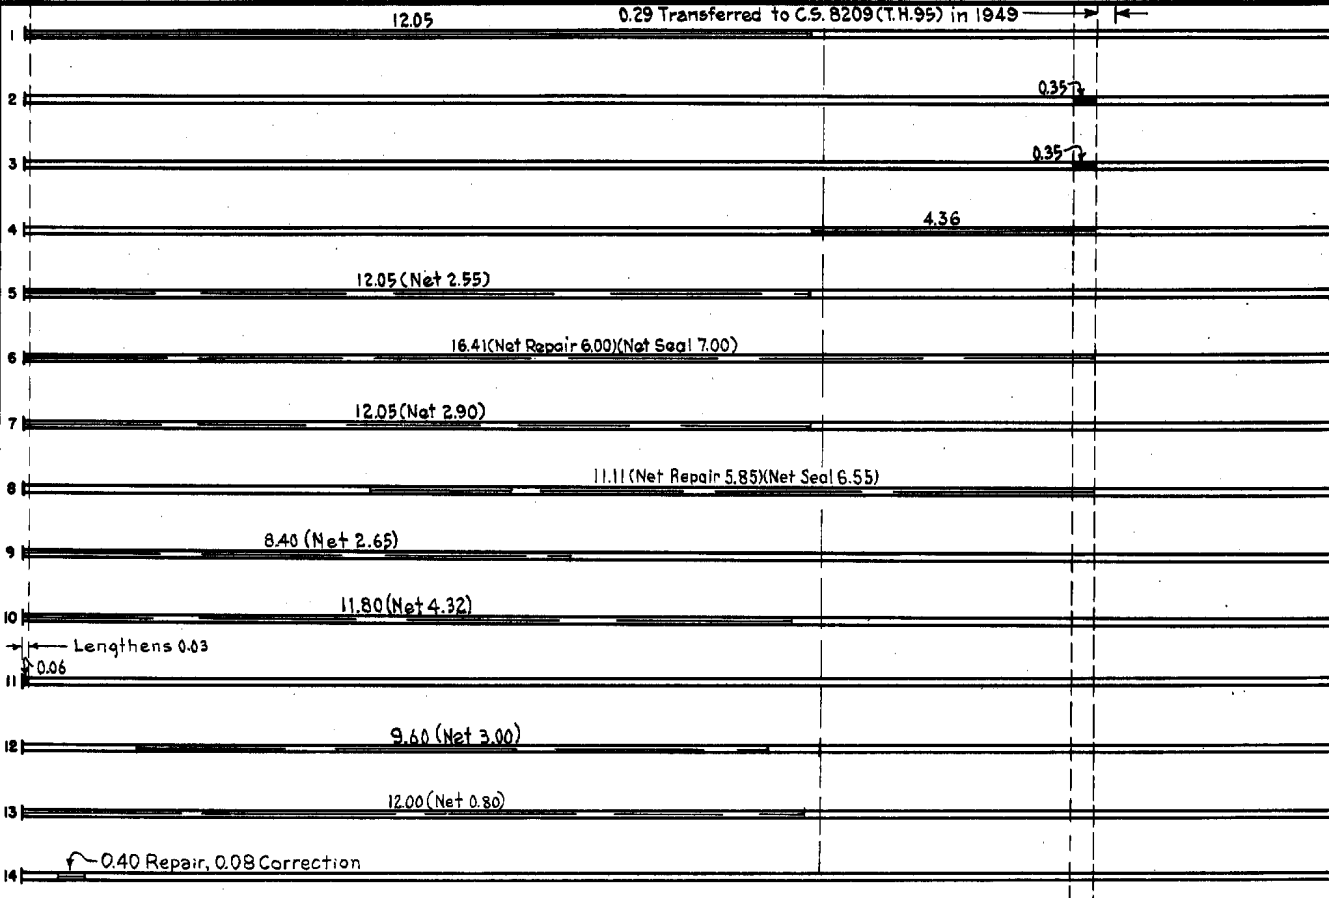 12.05
0.29 Transferred to C.S. 8209 (T.H.95) in 1949
1
0.35
2
0.35
3
4.36
4
12.05 (Net 2.55)
5
16.41 (Net Repair 6.00)(Net Seal 7.00)
6
12.05 (Net 2.90)
7
11.11 (Net Repair 5.85)(Net Seal 6.55)
8
8.40 (Net 2.65)
9
11.80 (Net 4.32)
10
Lengthens 0.03
0.06
11
9.60 (Net 3.00)
12
12.00 (Net 0.80)
13
0.40 Repair, 0.08 Correction
14